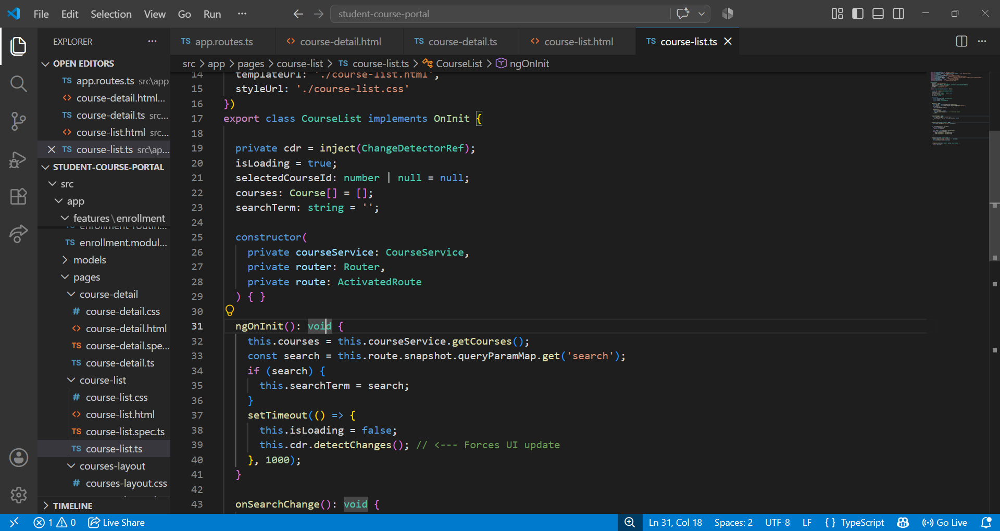 File Edit Selection View Go Run ··· student-course-portal
EXPLORER ···
OPEN EDITORS
TS app.routes.ts src\app
<> course-detail.html...
TS course-detail.ts src...
<> course-list.html src...
TS course-list.ts src\ap...
STUDENT-COURSE-PORTAL
src
app
features\enrollment
TS enrollment.modul...
models
pages
course-detail
# course-detail.css
<> course-detail.html
TS course-detail.spe...
TS course-detail.ts
course-list
# course-list.css
<> course-list.html
TS course-list.spec.ts
TS course-list.ts
courses-layout
# courses-layout.css
TIMELINE
TS app.routes.ts <> course-detail.html TS course-detail.ts <> course-list.html TS course-list.ts
src > app > pages > course-list > TS course-list.ts > CourseList > ngOnInit
14 templateUrl: './course-list.html',
15 styleUrl: './course-list.css'
16 })
17 export class CourseList implements OnInit {
18
19 private cdr = inject(ChangeDetectorRef);
20 isLoading = true;
21 selectedCourseId: number | null = null;
22 courses: Course[] = [];
23 searchTerm: string = '';
24
25 constructor(
26 private courseService: CourseService,
27 private router: Router,
28 private route: ActivatedRoute
29 ) { }
30
31 ngOnInit(): void {
32 this.courses = this.courseService.getCourses();
33 const search = this.route.snapshot.queryParamMap.get('search');
34 if (search) {
35 this.searchTerm = search;
36 }
37 setTimeout(() => {
38 this.isLoading = false;
39 this.cdr.detectChanges(); // <--- Forces UI update
40 }, 1000);
41 }
42
43 onSearchChange(): void {
1 0 Live Share Ln 31, Col 18 Spaces: 2 UTF-8 LF { } TypeScript Go Live